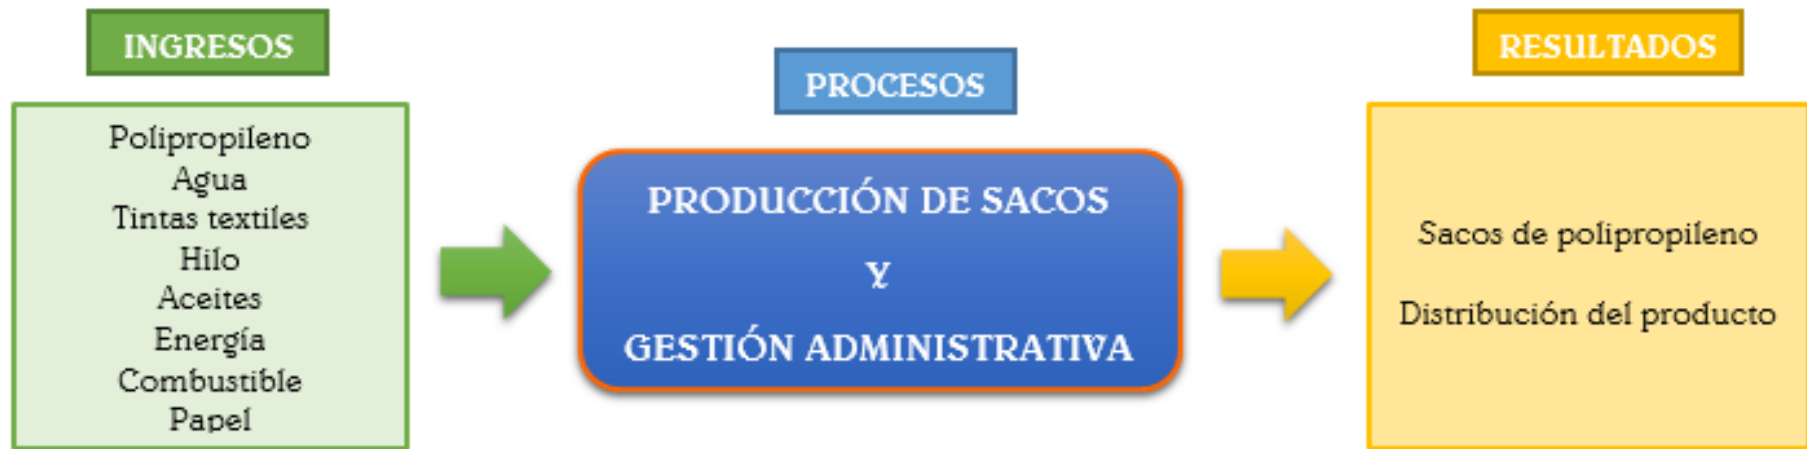 INGRESOS
Polipropileno
Agua
Tintas textiles
Hilo
Aceites
Energía
Combustible
Papel
PROCESOS
PRODUCCIÓN DE SACOS
Y
GESTIÓN ADMINISTRATIVA
RESULTADOS
Sacos de polipropileno
Distribución del producto